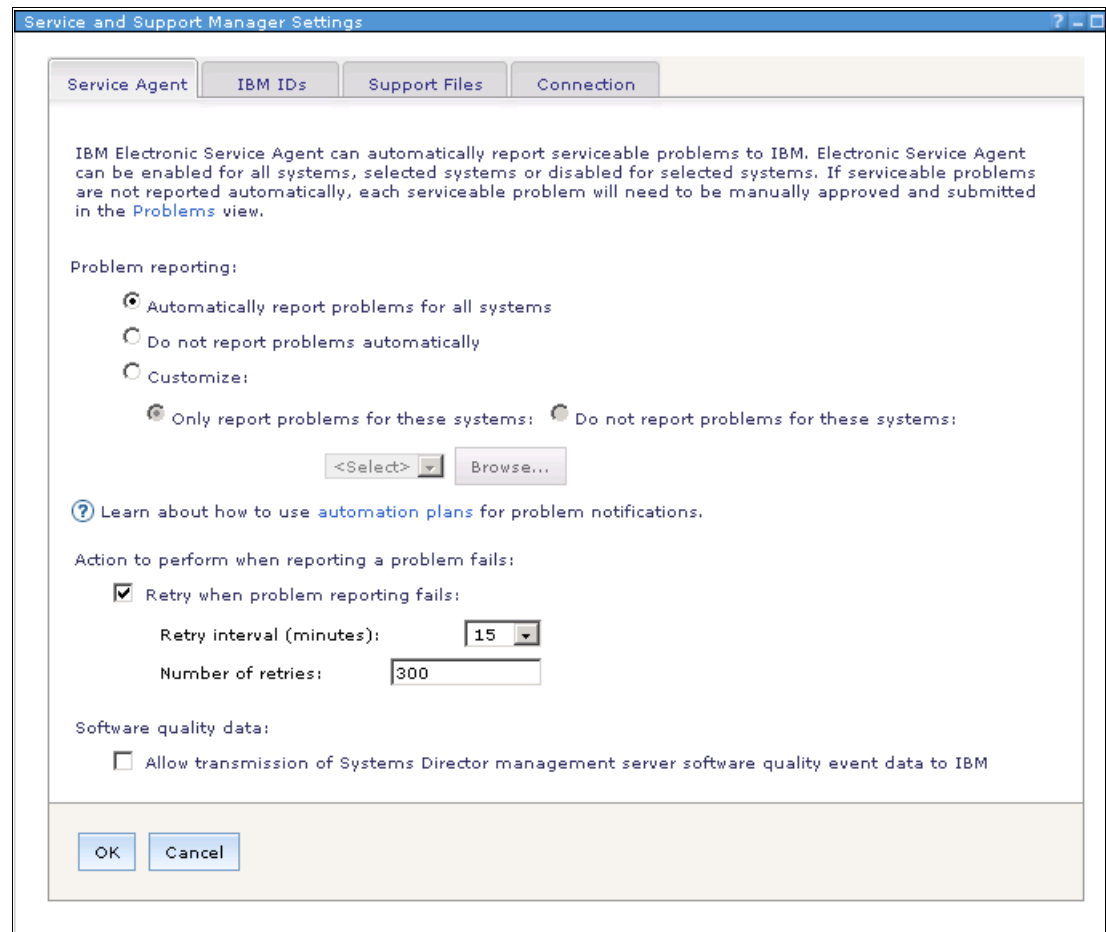 Service and Support Manager Settings
Service Agent IBM IDs Support Files Connection
IBM Electronic Service Agent can automatically report serviceable problems to IBM. Electronic Service Agent
can be enabled for all systems, selected systems or disabled for selected systems. If serviceable problems
are not reported automatically, each serviceable problem will need to be manually approved and submitted
in the Problems view.
Problem reporting:
Automatically report problems for all systems
Do not report problems automatically
Customize:
Only report problems for these systems: Do not report problems for these systems:
<Select> Browse...
? Learn about how to use automation plans for problem notifications.
Action to perform when reporting a problem fails:
Retry when problem reporting fails:
Retry interval (minutes): 15
Number of retries: 300
Software quality data:
Allow transmission of Systems Director management server software quality event data to IBM
OK Cancel